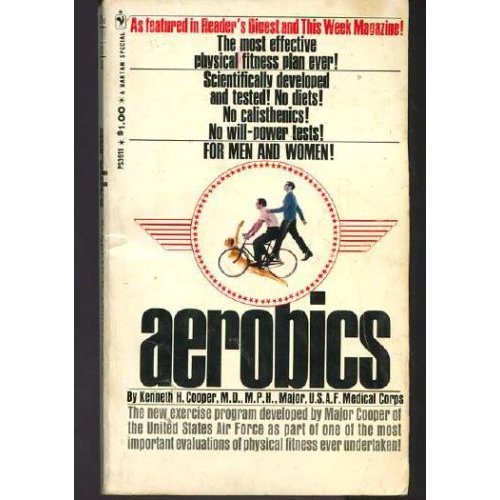 As featured in Reader's Digest and This Week Magazine!
The most effective
physical fitness plan ever!
Scientifically developed
and tested! No diets!
No calisthenics!
No will-power tests!
FOR MEN AND WOMEN!
$1.00 * A BANTAM SPECIAL
aerobics
By Kenneth H. Cooper, M.D., M.P.H., Major, U.S.A.F. Medical Corps
The new exercise program developed by Major Cooper of
the United States Air Force as part of one of the most
important evaluations of physical fitness ever undertaken!